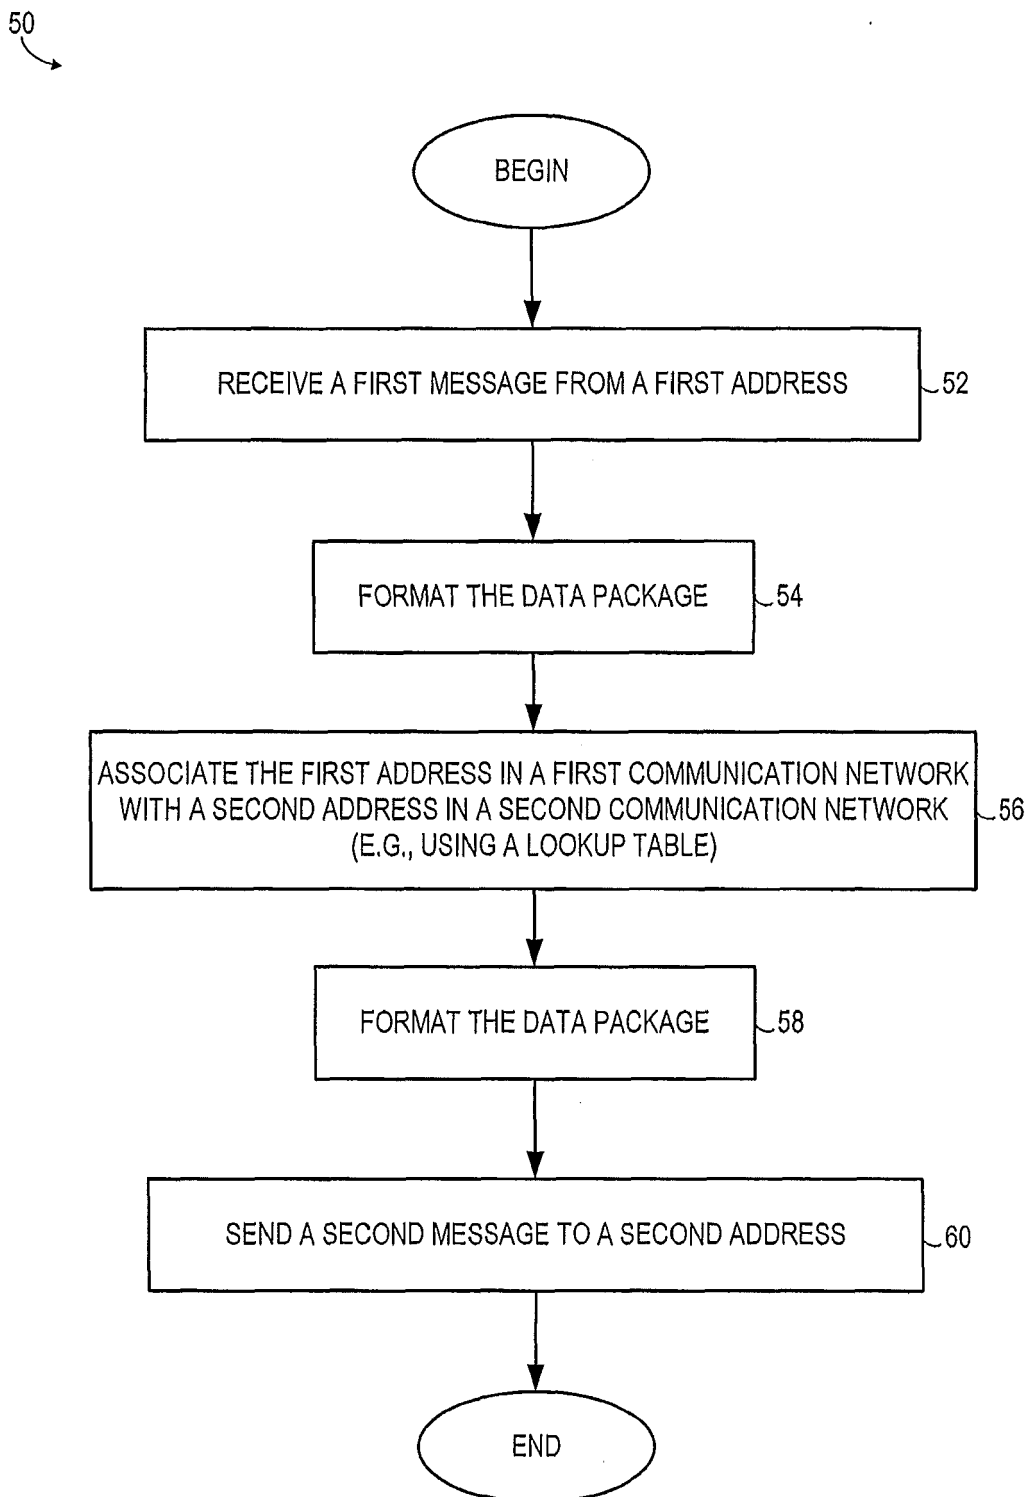 50
BEGIN
RECEIVE A FIRST MESSAGE FROM A FIRST ADDRESS
52
FORMAT THE DATA PACKAGE
54
ASSOCIATE THE FIRST ADDRESS IN A FIRST COMMUNICATION NETWORK
WITH A SECOND ADDRESS IN A SECOND COMMUNICATION NETWORK
(E.G., USING A LOOKUP TABLE)
56
FORMAT THE DATA PACKAGE
58
SEND A SECOND MESSAGE TO A SECOND ADDRESS
60
END